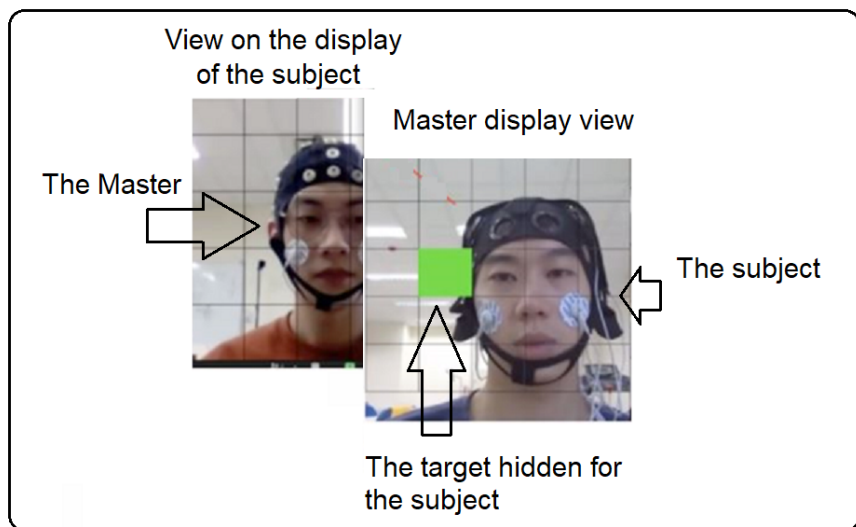 View on the display
of the subject
Master display view
The Master
The subject
The target hidden for
the subject